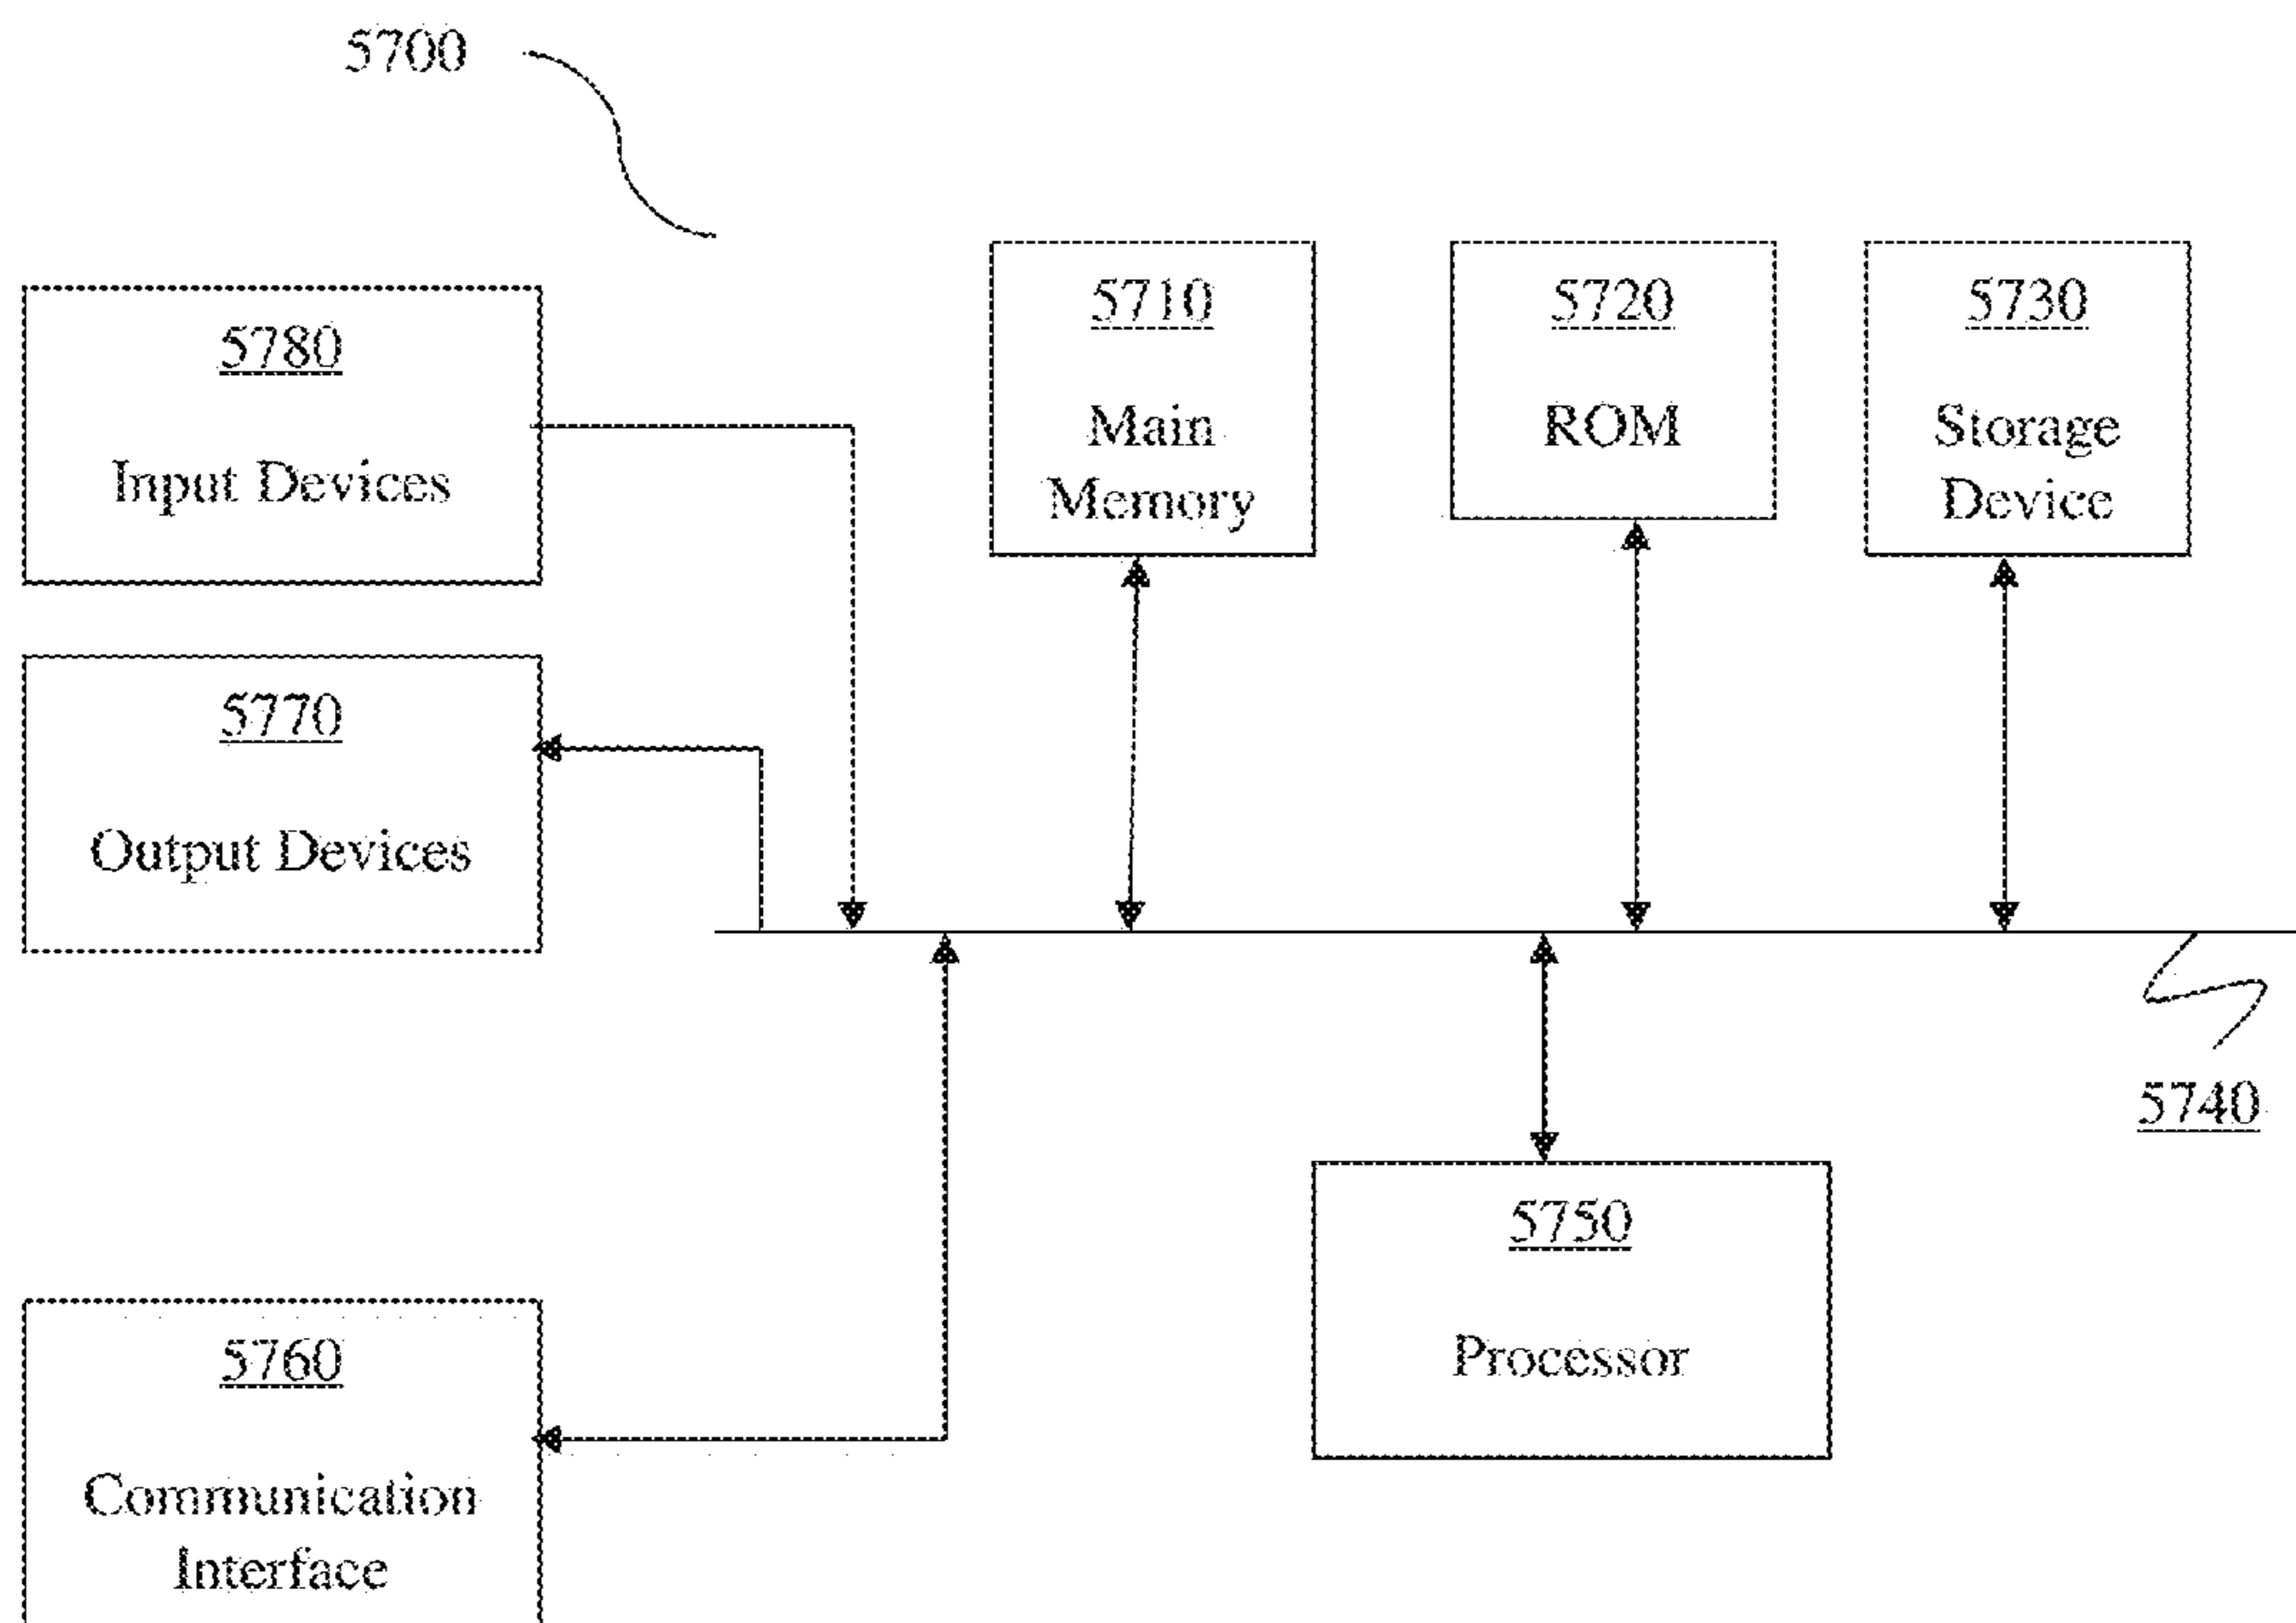 5700
5780
Input Devices
5710
Main
Memory
5720
ROM
5730
Storage
Device
5770
Output Devices
5740
5750
Processor
5760
Communication
Interface